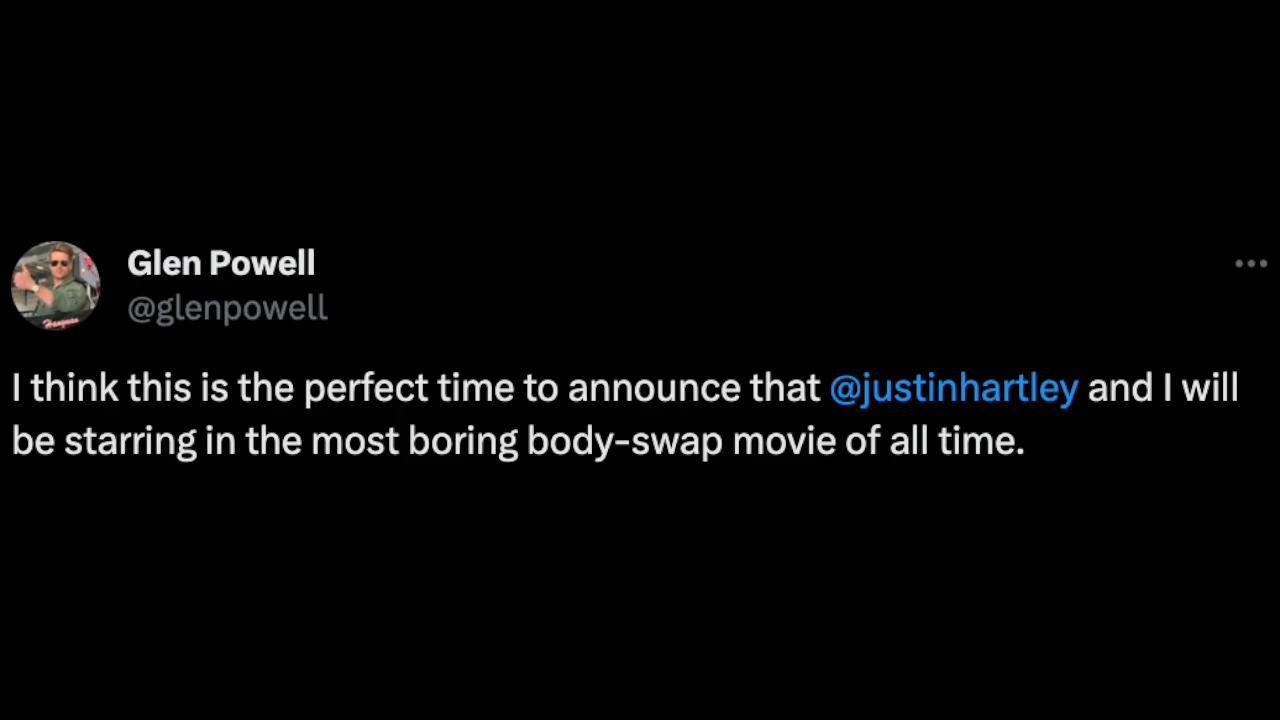 Glen Powell
@glenpowell
I think this is the perfect time to announce that @justinhartley and I will
be starring in the most boring body-swap movie of all time.
Hangman